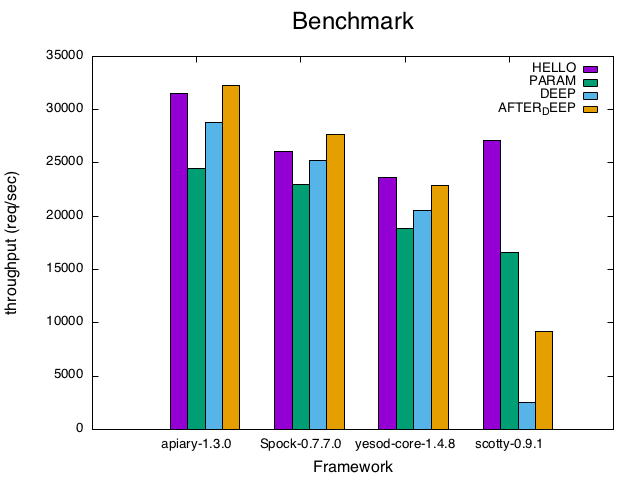 Benchmark
HELLO
PARAM
DEEP
AFTER_DEEP
35000
30000
25000
20000
15000
10000
5000
0
throughput (req/sec)
apiary-1.3.0 Spock-0.7.7.0 yesod-core-1.4.8 scotty-0.9.1
Framework